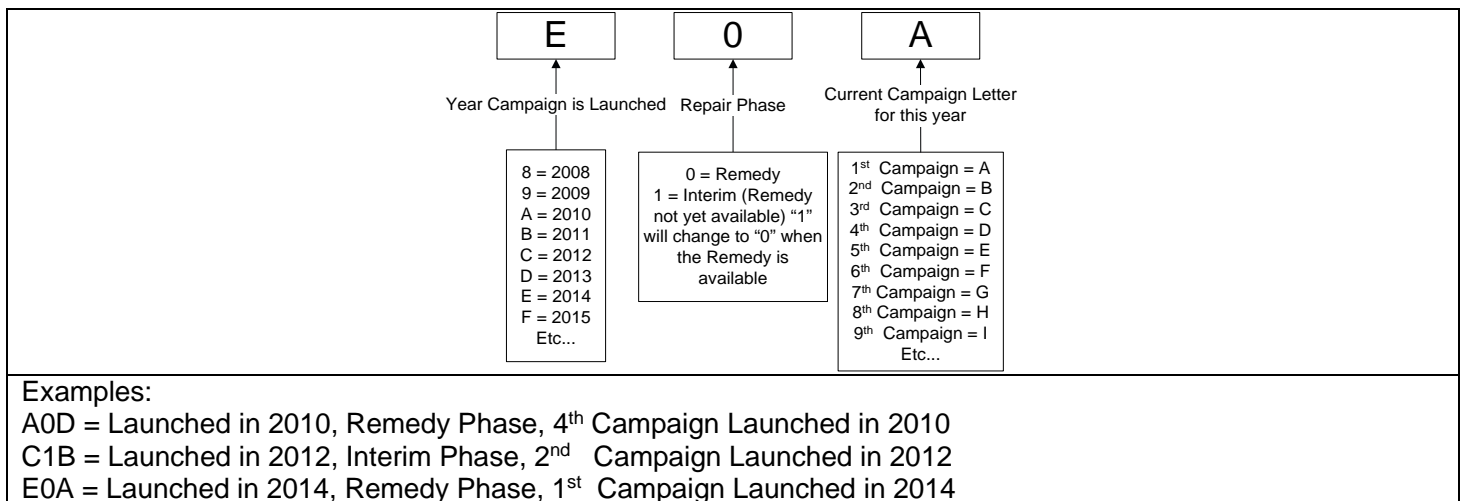 E
0
A
Year Campaign is Launched
Repair Phase
Current Campaign Letter
for this year
8 = 2008
9 = 2009
A = 2010
B = 2011
C = 2012
D = 2013
E = 2014
F = 2015
Etc...
0 = Remedy
1 = Interim (Remedy
not yet available) “1”
will change to “0” when
the Remedy is
available
1st Campaign = A
2nd Campaign = B
3rd Campaign = C
4th Campaign = D
5th Campaign = E
6th Campaign = F
7th Campaign = G
8th Campaign = H
9th Campaign = I
Etc...
Examples:
A0D = Launched in 2010, Remedy Phase, 4th Campaign Launched in 2010
C1B = Launched in 2012, Interim Phase, 2nd Campaign Launched in 2012
E0A = Launched in 2014, Remedy Phase, 1st Campaign Launched in 2014